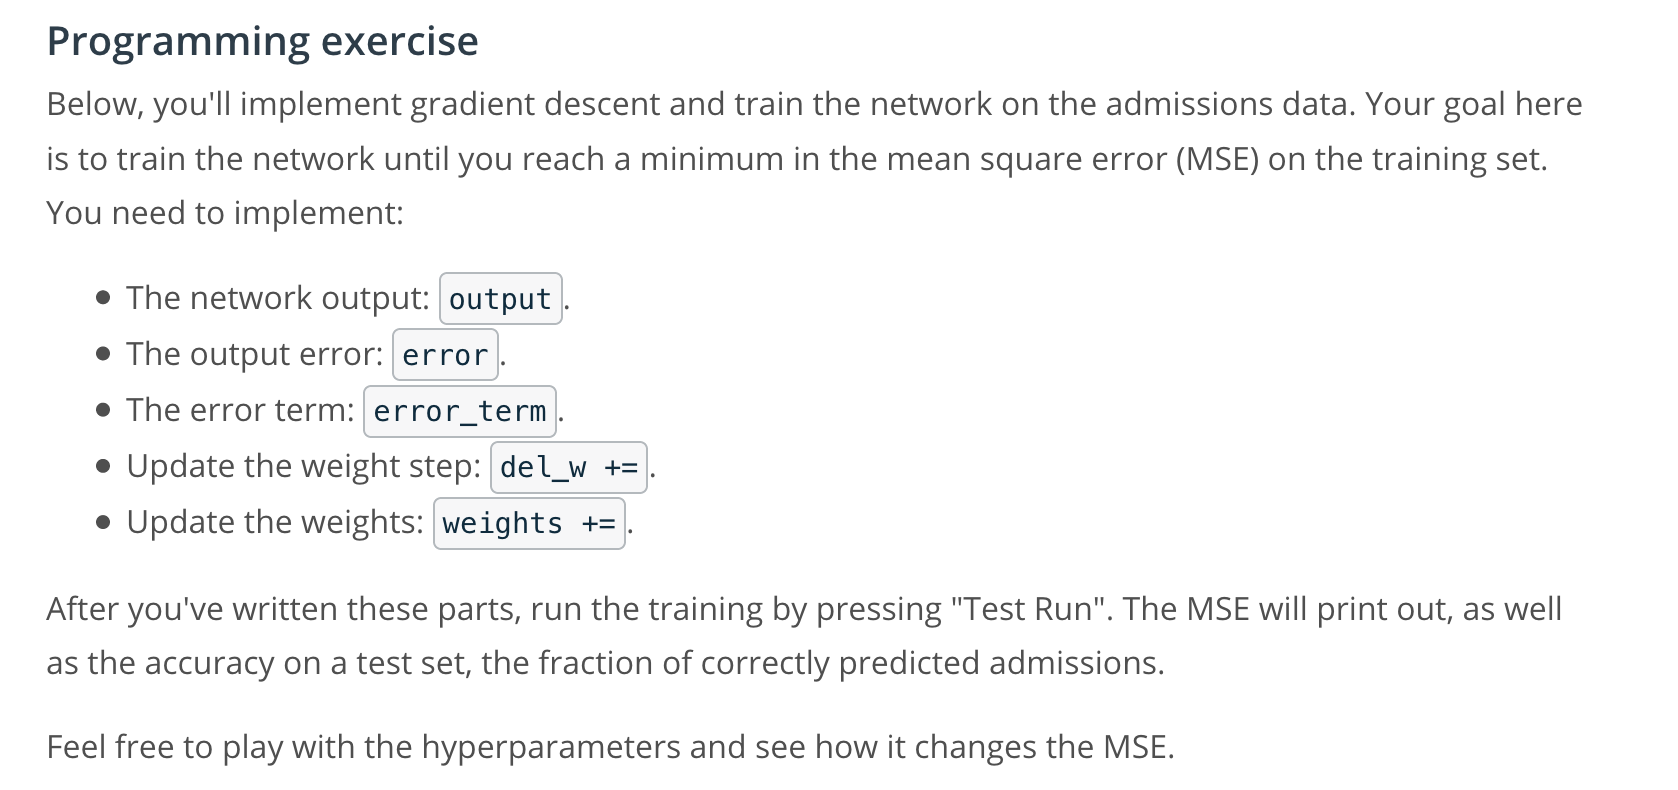 Programming exercise
Below, you'll implement gradient descent and train the network on the admissions data. Your goal here
is to train the network until you reach a minimum in the mean square error (MSE) on the training set.
You need to implement:
● The network output: output.
● The output error: error.
● The error term: error_term.
● Update the weight step: del_w +=.
● Update the weights: weights +=.
After you've written these parts, run the training by pressing "Test Run". The MSE will print out, as well
as the accuracy on a test set, the fraction of correctly predicted admissions.
Feel free to play with the hyperparameters and see how it changes the MSE.